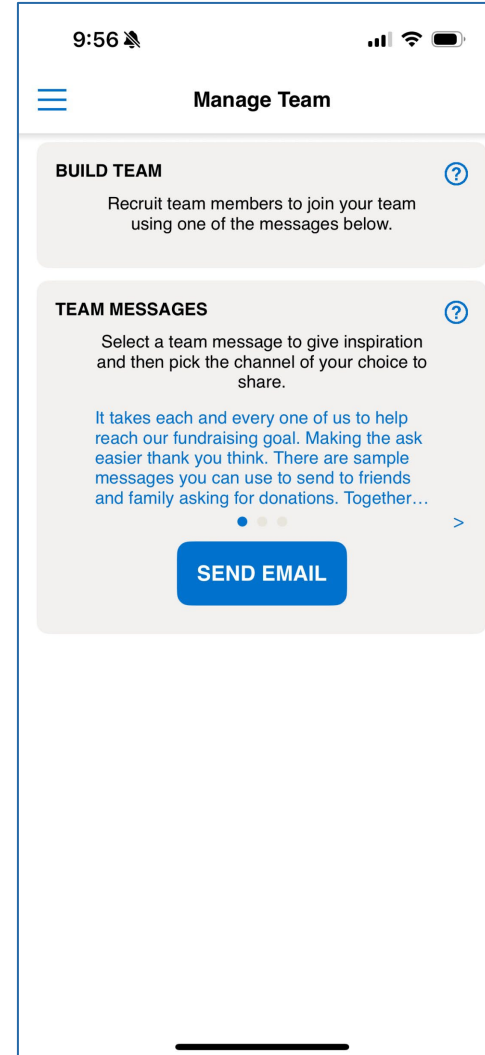 9:56
Manage Team
BUILD TEAM
?
Recruit team members to join your team
using one of the messages below.
TEAM MESSAGES
?
Select a team message to give inspiration
and then pick the channel of your choice to
share.
It takes each and every one of us to help
reach our fundraising goal. Making the ask
easier thank you think. There are sample
messages you can use to send to friends
and family asking for donations. Together...
>
SEND EMAIL